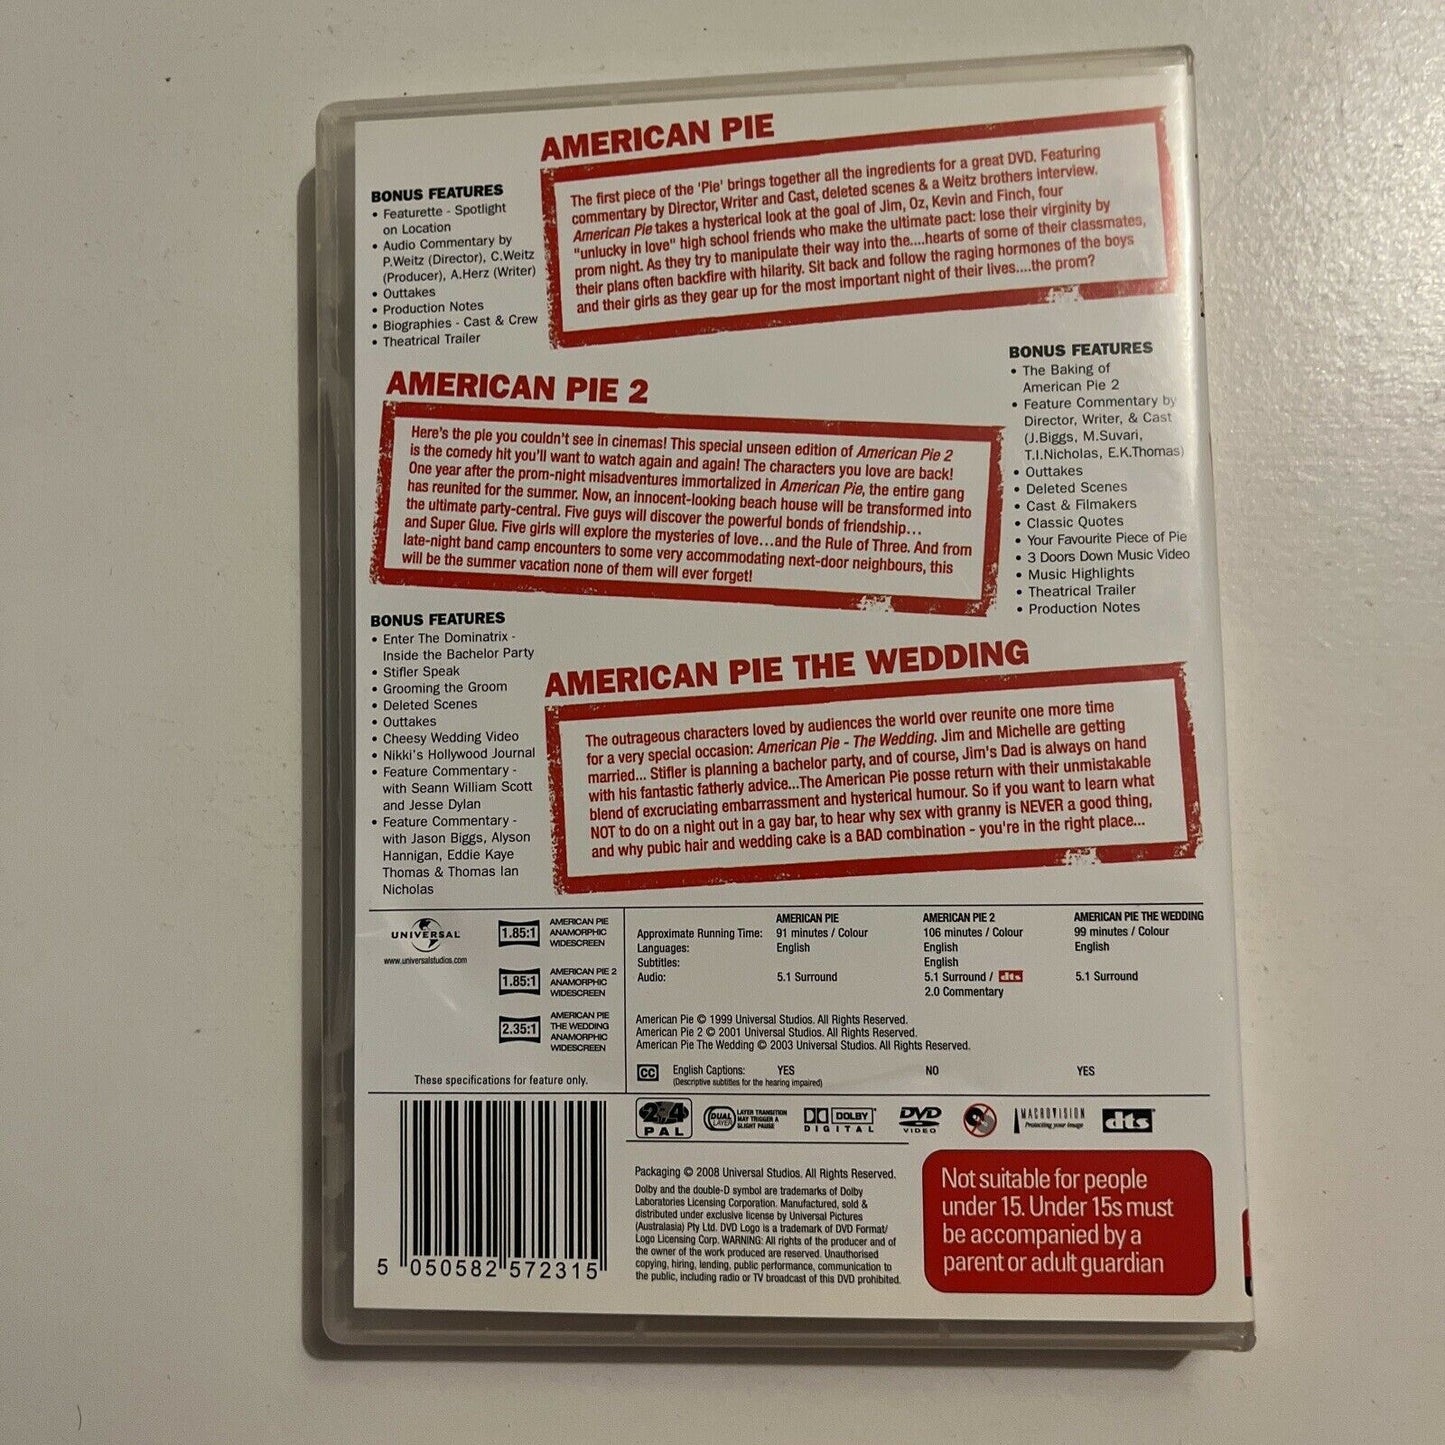 AMERICAN PIE
The first piece of the 'Pie' brings together all the ingredients for a great DVD. Featuring
commentary by Director, Writer and Cast, deleted scenes & a Weitz brothers interview.
American Pie takes a hysterical look at the goal of Jim, Oz, Kevin and Finch, four
"unlucky in love" high school friends who make the ultimate pact: lose their virginity by
prom night. As they try to manipulate their way into the....hearts of some of their classmates,
their plans often backfire with hilarity. Sit back and follow the raging hormones of the boys
and their girls as they gear up for the most important night of their lives....the prom?
BONUS FEATURES
• Featurette - Spotlight
on Location
• Audio Commentary by
P.Weitz (Director), C.Weitz
(Producer), A.Herz (Writer)
• Outtakes
• Production Notes
• Biographies - Cast & Crew
• Theatrical Trailer
AMERICAN PIE 2
Here's the pie you couldn't see in cinemas! This special unseen edition of American Pie 2
is the comedy hit you'll want to watch again and again! The characters you love are back!
One year after the prom-night misadventures immortalized in American Pie, the entire gang
has reunited for the summer. Now, an innocent-looking beach house will be transformed into
the ultimate party-central. Five guys will discover the powerful bonds of friendship...
and Super Glue. Five girls will explore the mysteries of love...and the Rule of Three. And from
late-night band camp encounters to some very accommodating next-door neighbours, this
will be the summer vacation none of them will ever forget!
BONUS FEATURES
• The Baking of
American Pie 2
• Feature Commentary by
Director, Writer, & Cast
(J.Biggs, M.Suvari,
T.I.Nicholas, E.K.Thomas)
• Outtakes
• Deleted Scenes
• Cast & Filmakers
• Classic Quotes
• Your Favourite Piece of Pie
• 3 Doors Down Music Video
• Music Highlights
• Theatrical Trailer
• Production Notes
BONUS FEATURES
• Enter The Dominatrix -
Inside the Bachelor Party
• Stifler Speak
• Grooming the Groom
• Deleted Scenes
• Outtakes
• Cheesy Wedding Video
• Nikki's Hollywood Journal
• Feature Commentary -
with Seann William Scott
and Jesse Dylan
• Feature Commentary -
with Jason Biggs, Alyson
Hannigan, Eddie Kaye
Thomas & Thomas Ian
Nicholas
AMERICAN PIE THE WEDDING
The outrageous characters loved by audiences the world over reunite one more time
for a very special occasion: American Pie - The Wedding. Jim and Michelle are getting
married... Stifler is planning a bachelor party, and of course, Jim's Dad is always on hand
with his fantastic fatherly advice...The American Pie posse return with their unmistakable
blend of excruciating embarrassment and hysterical humour. So if you want to learn what
NOT to do on a night out in a gay bar, to hear why sex with granny is NEVER a good thing,
and why pubic hair and wedding cake is a BAD combination - you're in the right place...
UNIVERSAL
www.universalstudios.com
1.85:1 AMERICAN PIE
ANAMORPHIC
WIDESCREEN
1.85:1 AMERICAN PIE 2
ANAMORPHIC
WIDESCREEN
2.35:1 AMERICAN PIE
THE WEDDING
ANAMORPHIC
WIDESCREEN
These specifications for feature only.
AMERICAN PIE AMERICAN PIE 2 AMERICAN PIE THE WEDDING
Approximate Running Time: 91 minutes / Colour 106 minutes / Colour 99 minutes / Colour
Languages: English English English
Subtitles: English
Audio: 5.1 Surround 5.1 Surround / dts 5.1 Surround
2.0 Commentary
American Pie © 1999 Universal Studios. All Rights Reserved.
American Pie 2 © 2001 Universal Studios. All Rights Reserved.
American Pie The Wedding © 2003 Universal Studios. All Rights Reserved.
CC English Captions: YES NO YES
(Descriptive subtitles for the hearing impaired)
2 4
PAL
DUAL LAYER
LAYER TRANSITION
MAY TRIGGER A
SLIGHT PAUSE
DOLBY
DIGITAL
DVD
VIDEO
MACROVISION
Protecting your image
dts
Packaging © 2008 Universal Studios. All Rights Reserved.
Dolby and the double-D symbol are trademarks of Dolby
Laboratories Licensing Corporation. Manufactured, sold &
distributed under exclusive license by Universal Pictures
(Australasia) Pty Ltd. DVD Logo is a trademark of DVD Format/
Logo Licensing Corp. WARNING: All rights of the producer and of
the owner of the work produced are reserved. Unauthorised
copying, hiring, lending, public performance, communication to
the public, including radio or TV broadcast of this DVD prohibited.
Not suitable for people
under 15. Under 15s must
be accompanied by a
parent or adult guardian
5 050582 572315